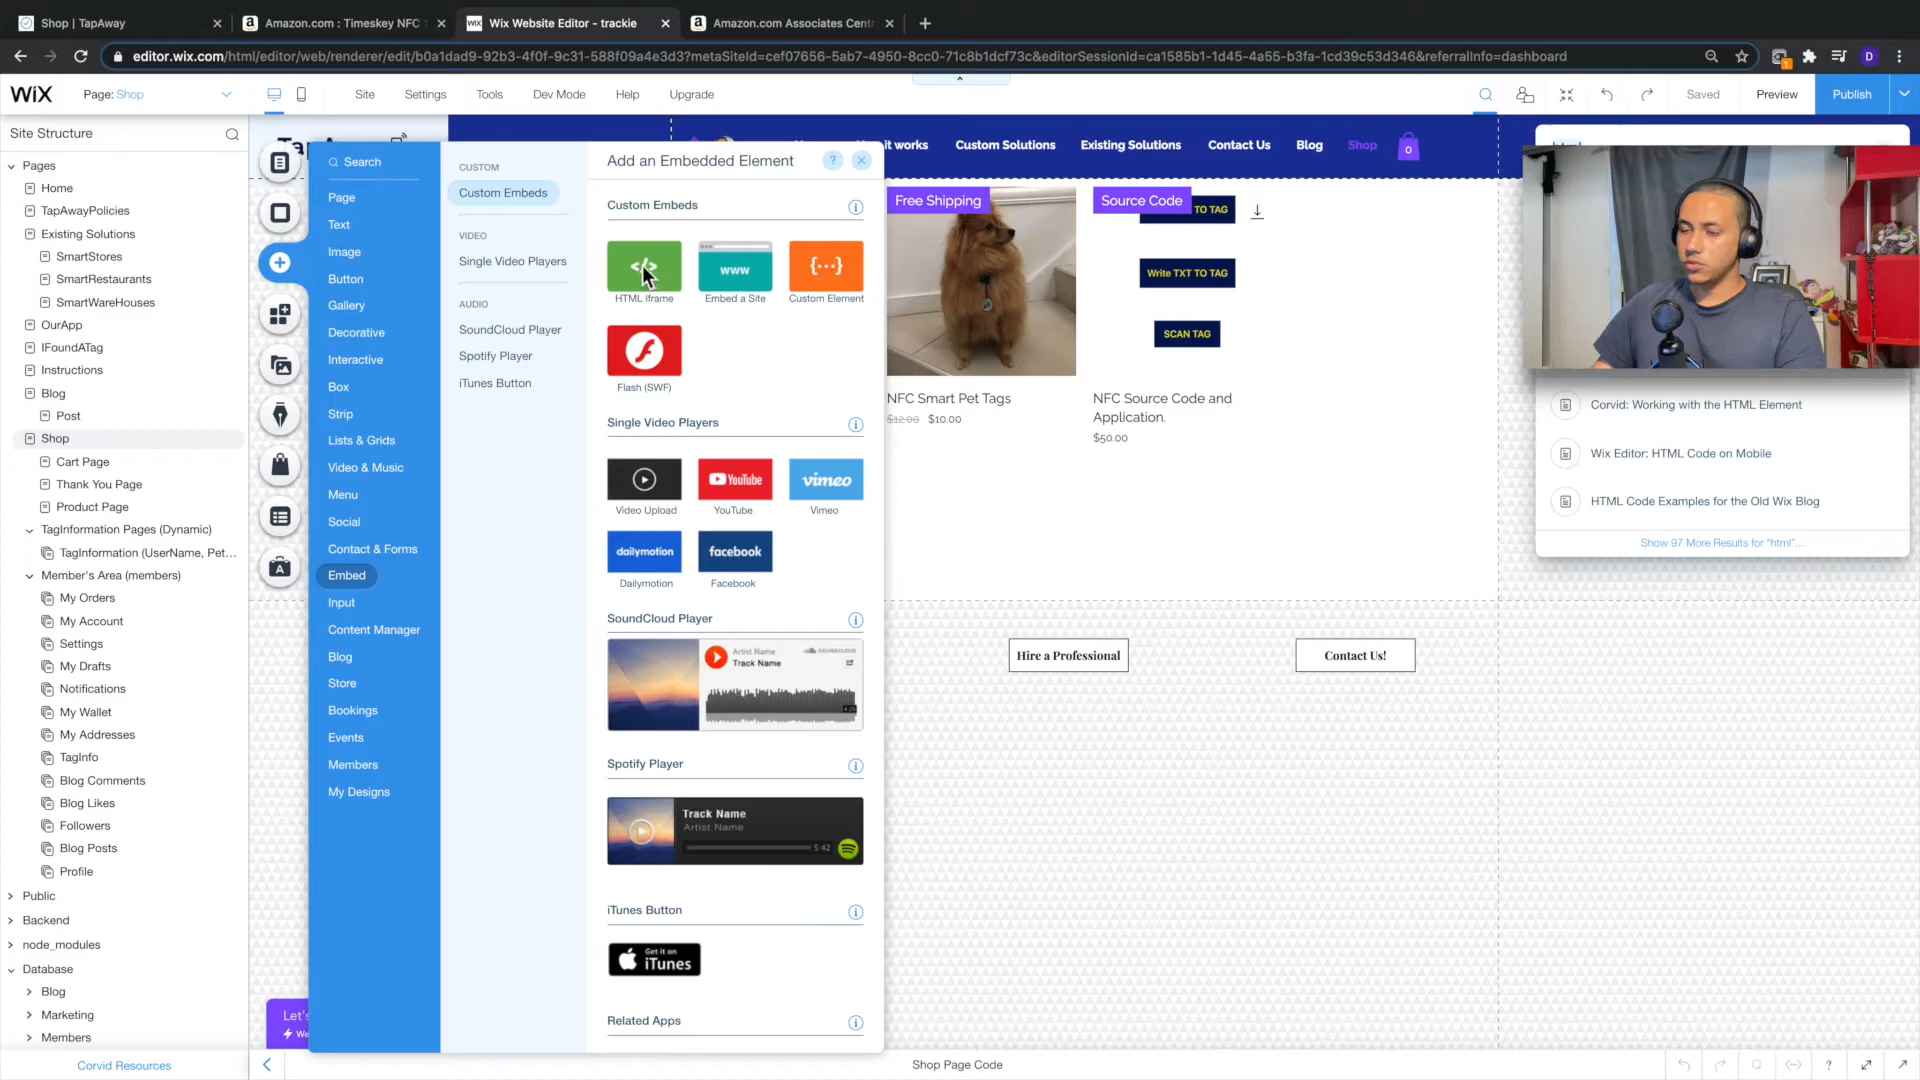 Shop | TapAway
Amazon.com : Timeskey NFC
Wix Website Editor - trackie
Amazon.com Associates Centr
editor.wix.com/html/editor/web/renderer/edit/b0a1dad9-92b3-4f0f-9c31-588f09a4e3d3?metaSiteId=cef07656-5ab7-4950-8cc0-71c8b1dcf73c&editorSessionId=ca1585b1-1d45-4a55-b3fa-1cd39c53d346&referralInfo=dashboard
D
WiX
Page: Shop
Site
Settings
Tools
Dev Mode
Help
Upgrade
Saved
Preview
Publish
Site Structure
Pages
Home
TapAwayPolicies
Existing Solutions
SmartStores
SmartRestaurants
SmartWareHouses
OurApp
IFoundATag
Instructions
Blog
Post
Shop
Cart Page
Thank You Page
Product Page
TagInformation Pages (Dynamic)
TagInformation (UserName, Pet...
Member's Area (members)
My Orders
My Account
Settings
My Drafts
Notifications
My Wallet
My Addresses
TagInfo
Blog Comments
Blog Likes
Followers
Blog Posts
Profile
Public
Backend
node_modules
Database
Blog
Marketing
Members
Corvid Resources
Search
Page
Text
Image
Button
Gallery
Decorative
Interactive
Box
Strip
Lists & Grids
Video & Music
Menu
Social
Contact & Forms
Embed
Input
Content Manager
Blog
Store
Bookings
Events
Members
My Designs
CUSTOM
Custom Embeds
VIDEO
Single Video Players
AUDIO
SoundCloud Player
Spotify Player
iTunes Button
Add an Embedded Element
?
Custom Embeds
</>
WWW
{···}
HTML Iframe
Embed a Site
Custom Element
Flash (SWF)
Single Video Players
YouTube
vimeo
Video Upload
YouTube
Vimeo
dailymotion
facebook
Dailymotion
Facebook
SoundCloud Player
Artist Name
Track Name
SOUNDCLOUD
Spotify Player
Track Name
Artist Name
5:42
iTunes Button
Get it on
iTunes
Related Apps
it works
Custom Solutions
Existing Solutions
Contact Us
Blog
Shop
0
Free Shipping
Source Code
TO TAG
Write TXT TO TAG
SCAN TAG
NFC Smart Pet Tags
$12.00 $10.00
NFC Source Code and
Application.
$50.00
Corvid: Working with the HTML Element
Wix Editor: HTML Code on Mobile
HTML Code Examples for the Old Wix Blog
Show 97 More Results for "html"...
Hire a Professional
Contact Us!
Let's
We
Shop Page Code
?